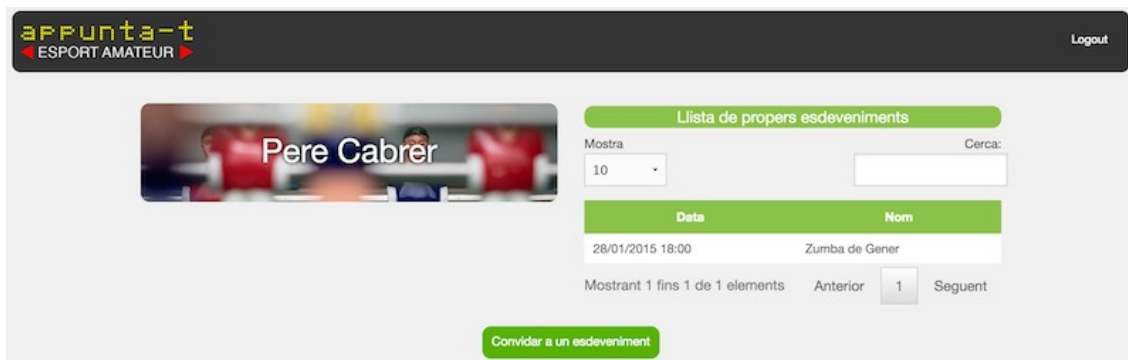 appunta-t
ESPORT AMATEUR
Logout
Pere Cabrer
Llista de propers esdeveniments
Mostra
Cerca:
10
Data Nom
28/01/2015 18:00 Zumba de Gener
Mostrant 1 fins 1 de 1 elements Anterior 1 Seguent
Convidar a un esdeveniment